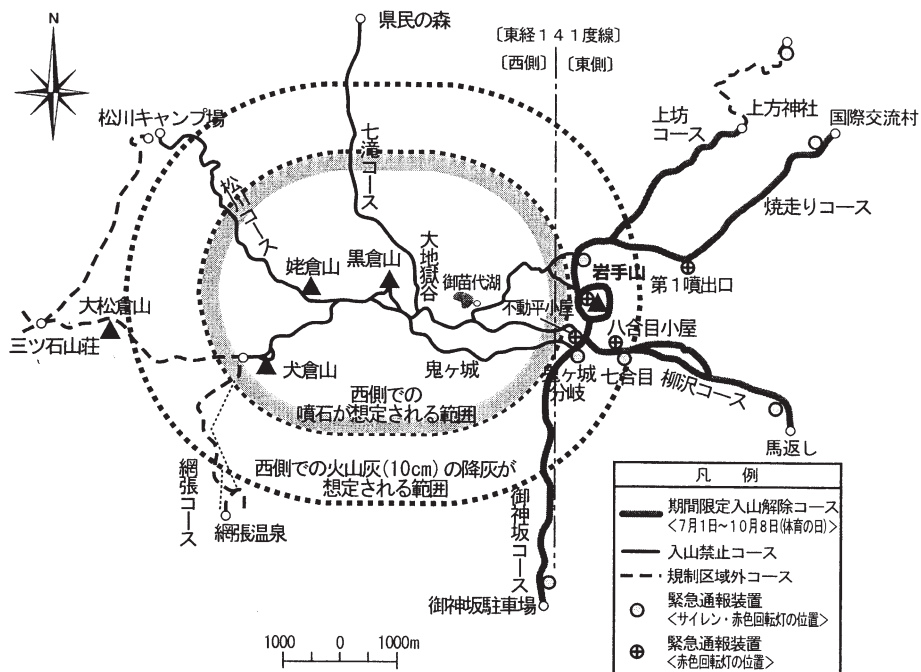 N
県民の森
〔東経141度線〕
〔西側〕
〔東側〕
松川キャンプ場
七滝コース
上坊
コース
上方神社
国際交流村
松川コース
焼走りコース
大地獄谷
姥倉山
黒倉山
御苗代湖
岩手山
第1噴出口
大松倉山
不動平小屋
八合目小屋
三ツ石山荘
犬倉山
鬼ヶ城
鬼ヶ城
分岐
七合目
柳沢コース
西側での
噴石が想定される範囲
馬返し
西側での火山灰(10cm)の降灰が
想定される範囲
網張コース
御神坂コース
網張温泉
御神坂駐車場
凡例
期間限定入山解除コース
<7月1日~10月8日(体育の日)>
入山禁止コース
規制区域外コース
緊急通報装置
<サイレン・赤色回転灯の位置>
緊急通報装置
<赤色回転灯の位置>
1000 0 1000m